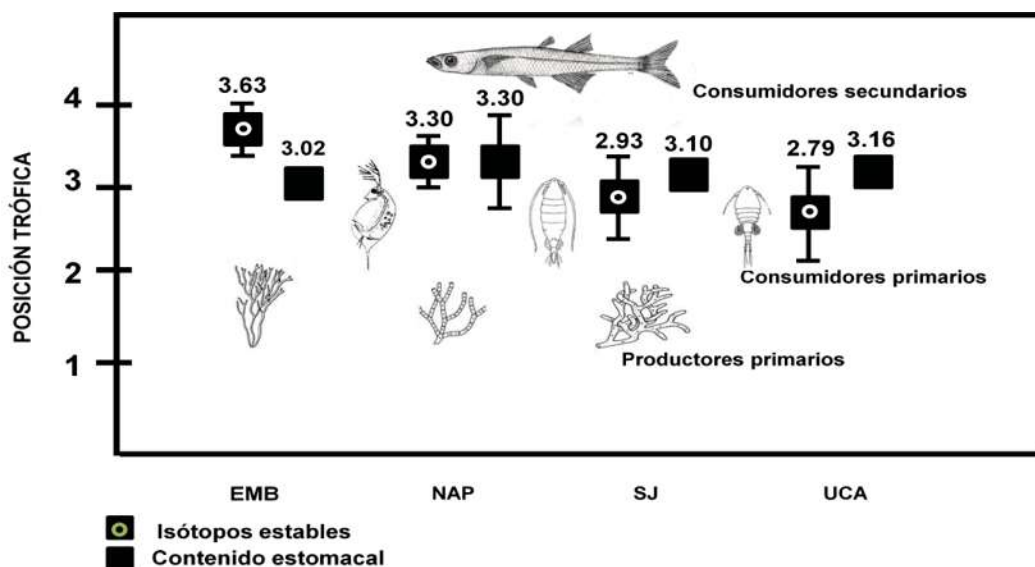 Consumidores secundarios
4
3.63
3.02
3.30
3.30
2.93
3.10
2.79
3.16
3
POSICIÓN TRÓFICA
2
Consumidores primarios
1
Productores primarios
EMB
NAP
SJ
UCA
Isótopos estables
Contenido estomacal